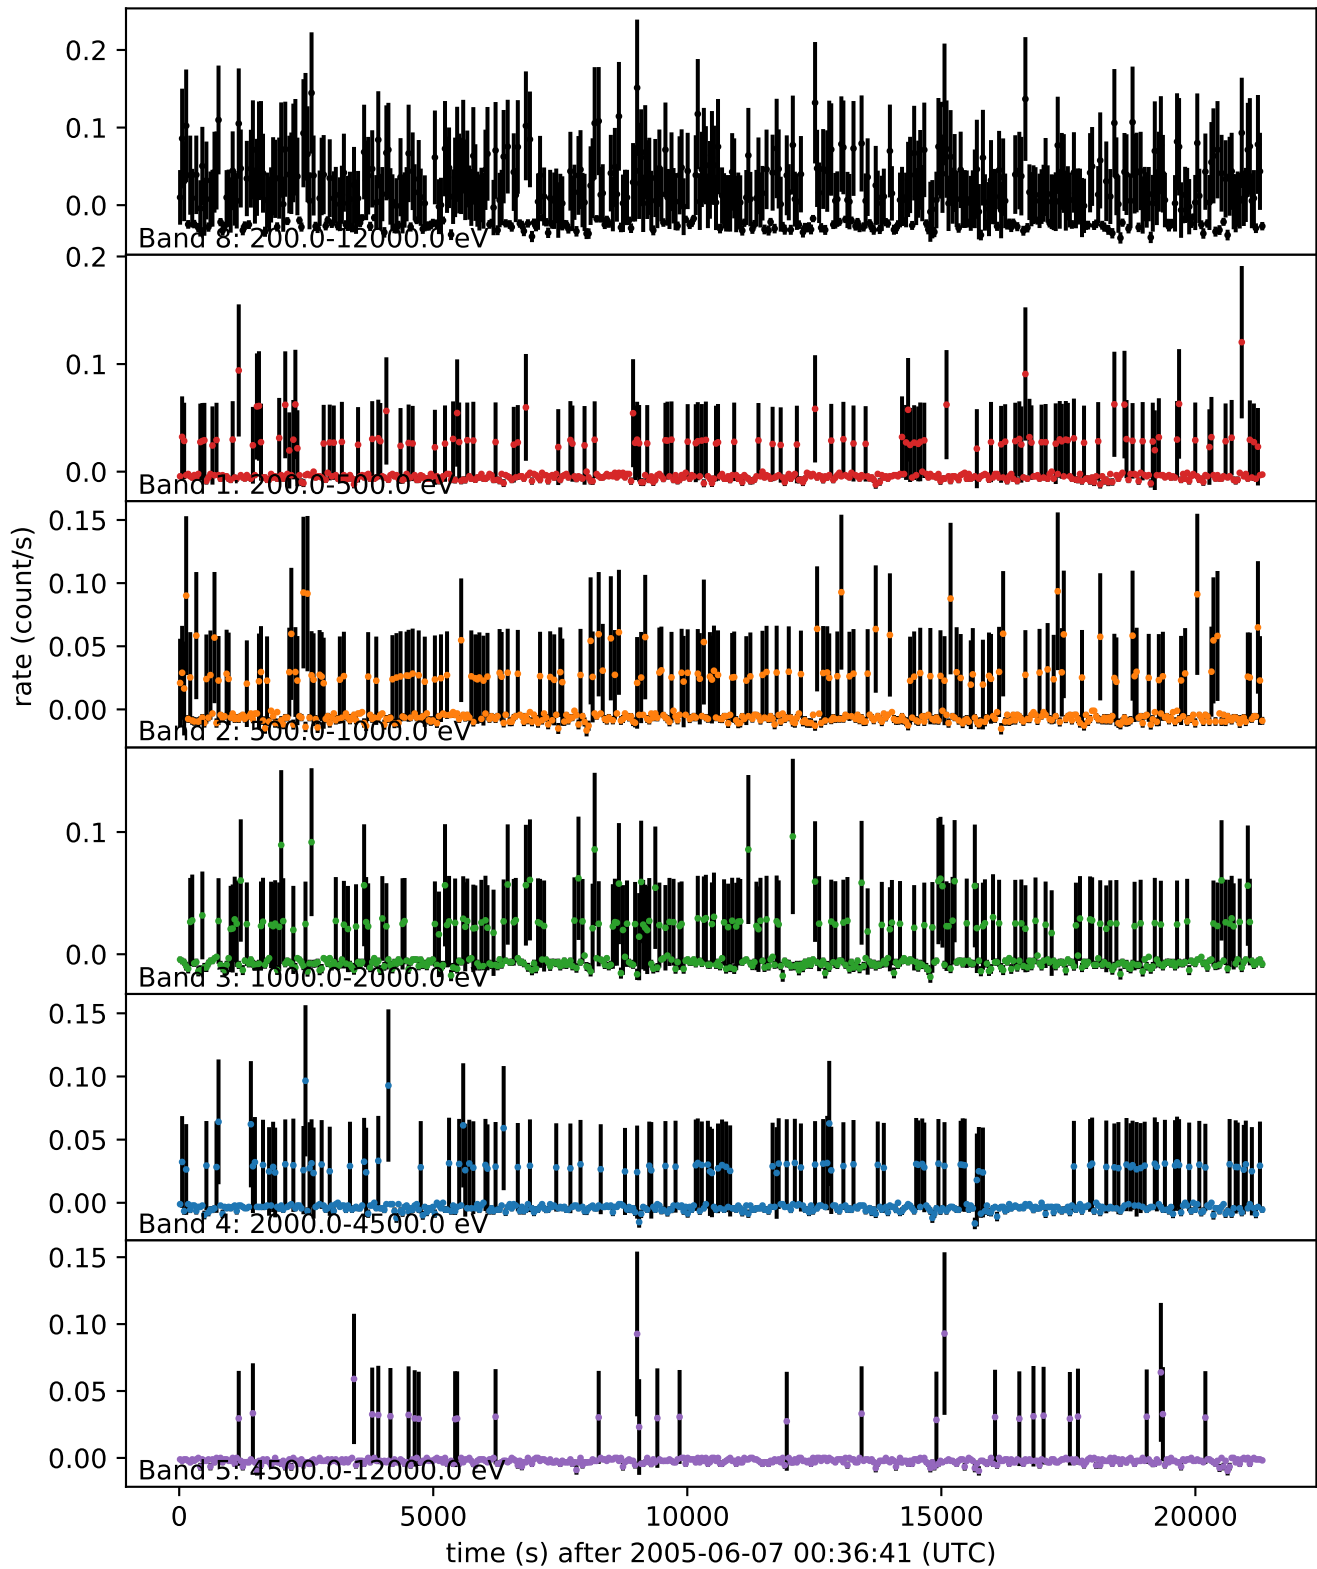 0.2
0.1
0.0
Band 8: 200.0-12000.0 eV
0.2
0.1
0.0
Band 1: 200.0-500.0 eV
0.15
0.10
0.05
0.00
Band 2: 500.0-1000.0 eV
rate (count/s)
0.1
0.0
Band 3: 1000.0-2000.0 eV
0.15
0.10
0.05
0.00
Band 4: 2000.0-4500.0 eV
0.15
0.10
0.05
0.00
Band 5: 4500.0-12000.0 eV
0 5000 10000 15000 20000
time (s) after 2005-06-07 00:36:41 (UTC)